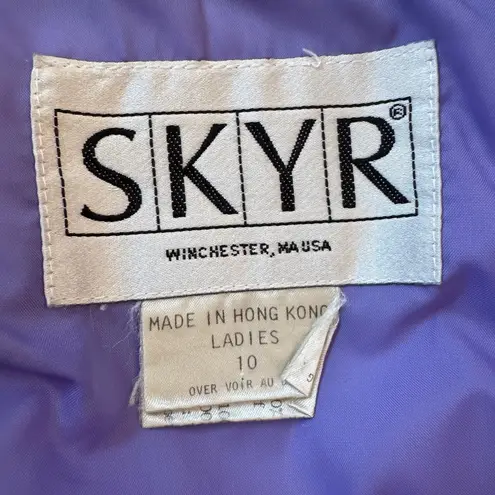 SKYR®
WINCHESTER, MA USA
MADE IN HONG KONG
LADIES
10
OVER VOIR AU